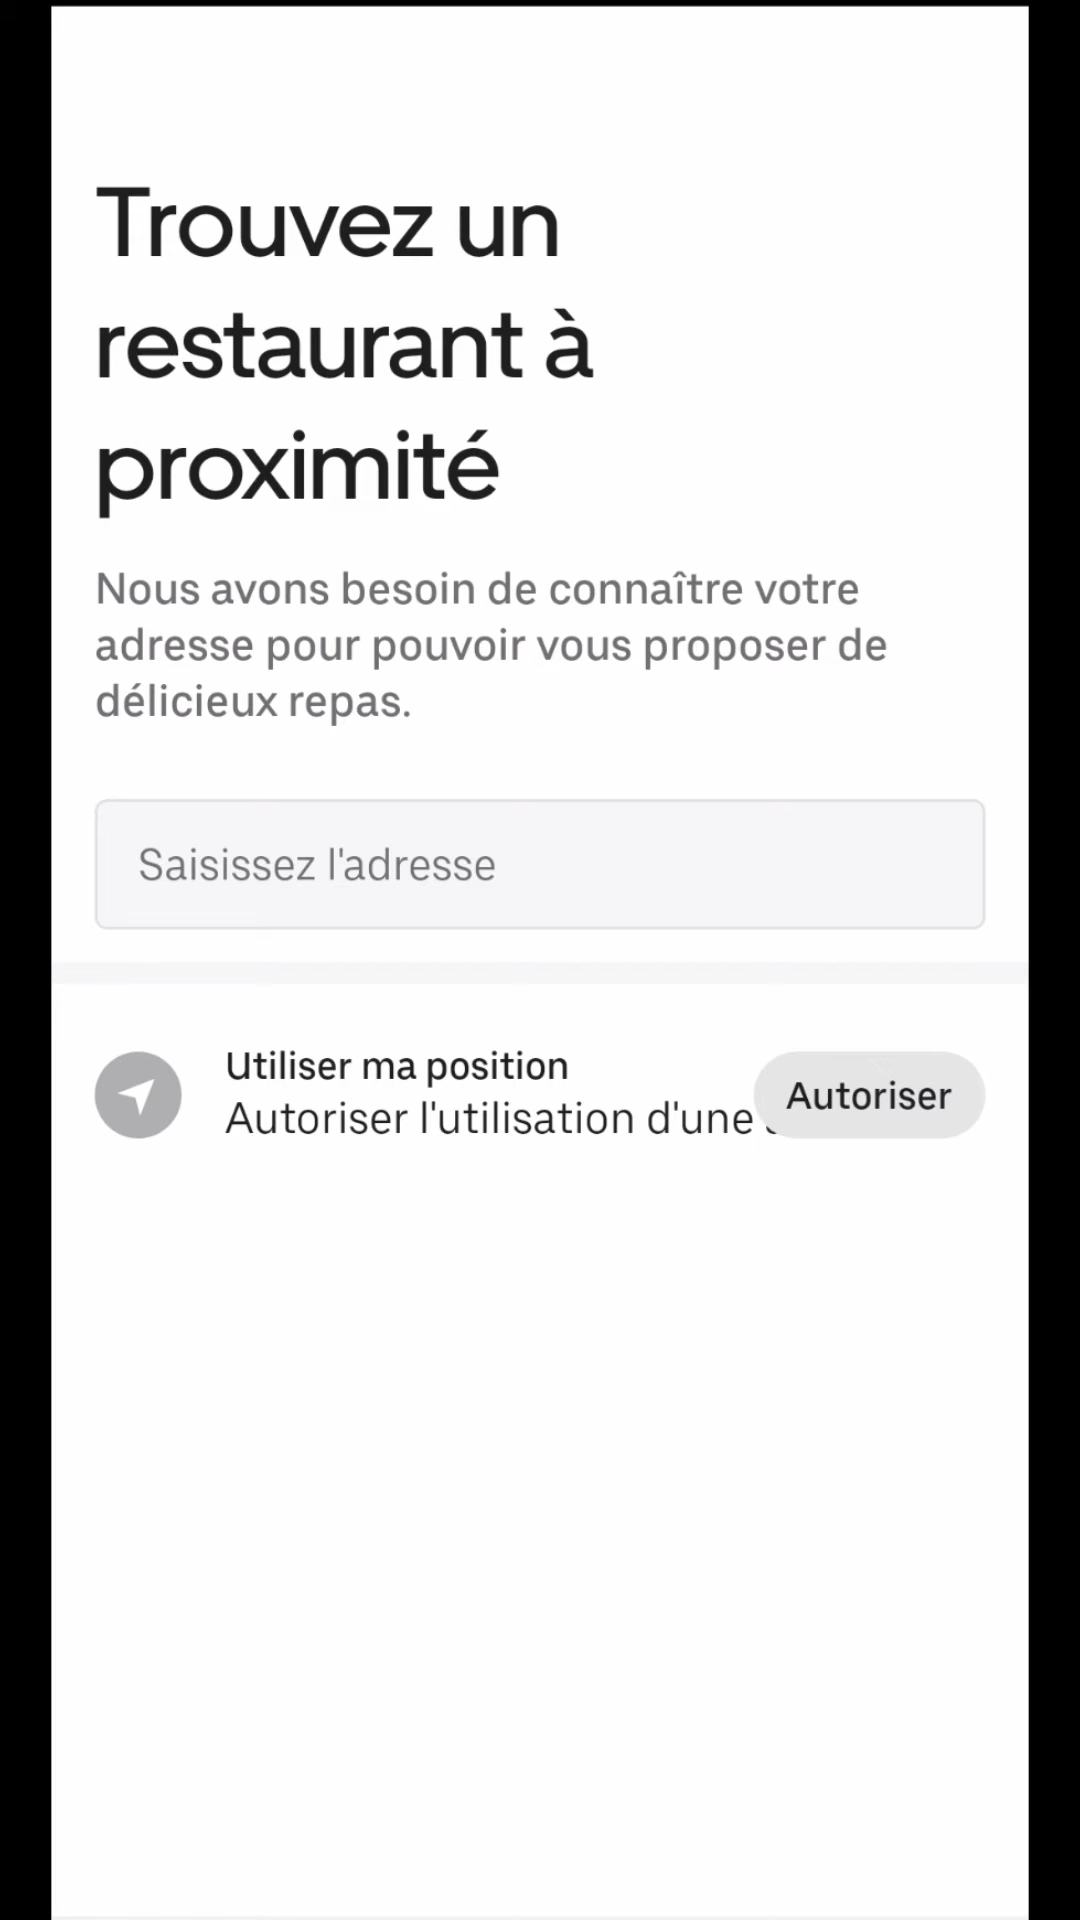 Trouvez un
restaurant à
proximité
Nous avons besoin de connaître votre
adresse pour pouvoir vous proposer de
délicieux repas.
Saisissez l'adresse
Utiliser ma position
Autoriser l'utilisation d'une
Autoriser